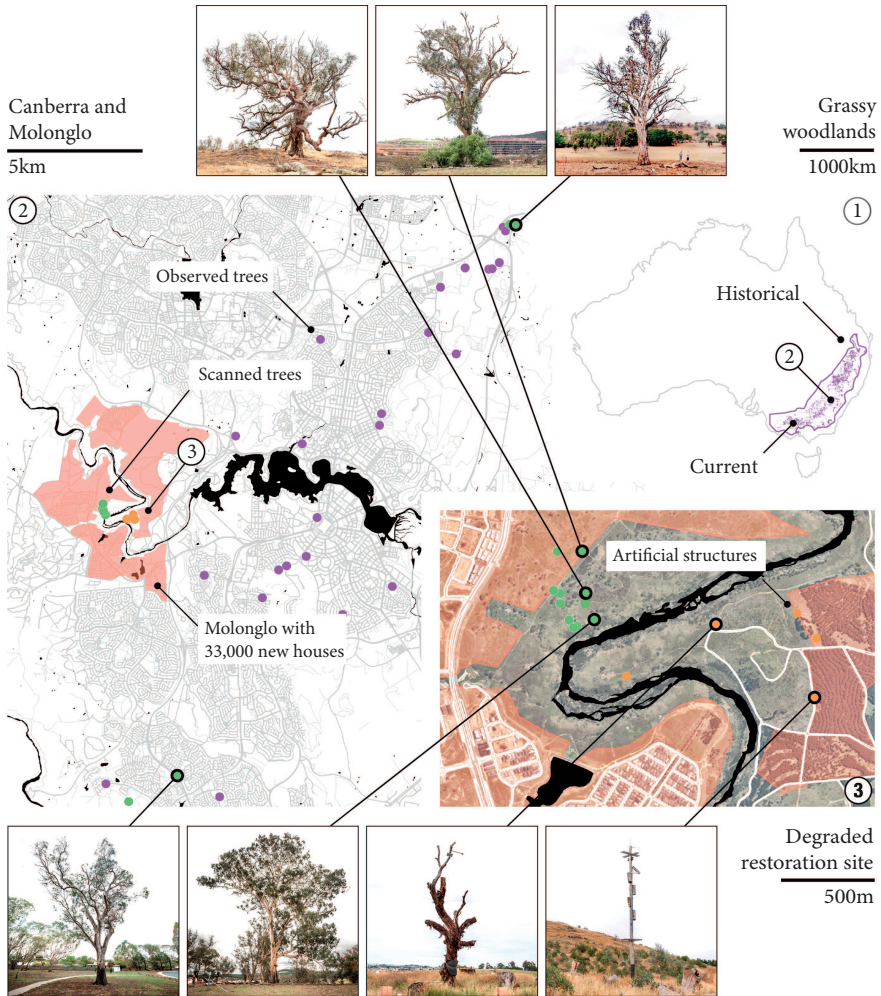 Canberra and
Molonglo
5km
Grassy
woodlands
1000km
2
1
Observed trees
Historical
2
Scanned trees
3
Current
Artificial structures
Molonglo with
33,000 new houses
3
Degraded
restoration site
500m